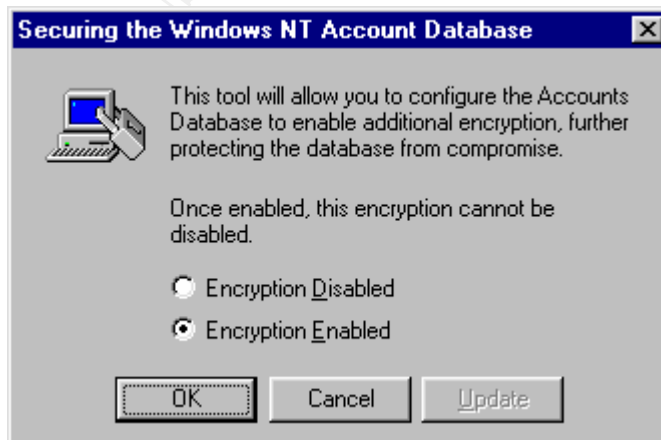 Securing the Windows NT Account Database
This tool will allow you to configure the Accounts
Database to enable additional encryption, further
protecting the database from compromise.
Once enabled, this encryption cannot be
disabled.
Encryption Disabled
Encryption Enabled
OK Cancel Update